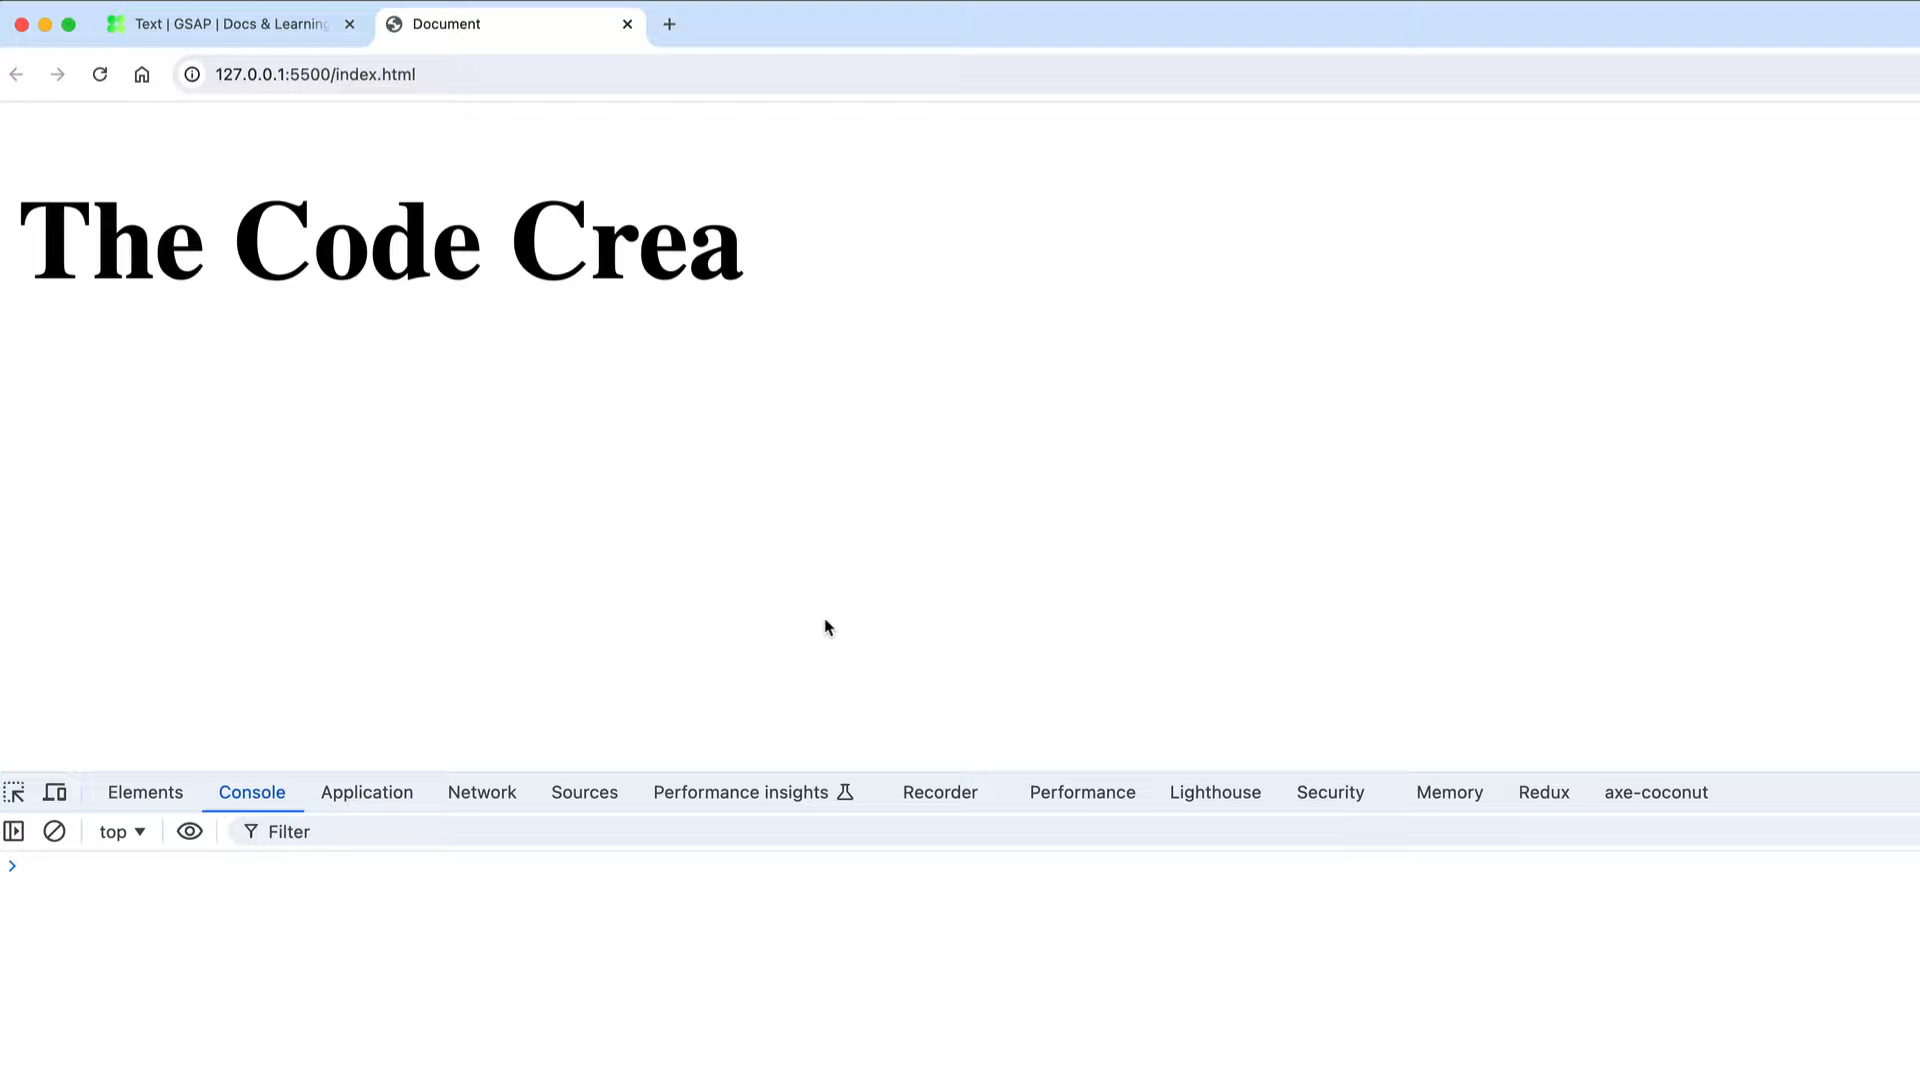 Text | GSAP | Docs & Learning
Document
127.0.0.1:5500/index.html
The Code Crea
Elements
Console
Application
Network
Sources
Performance insights
Recorder
Performance
Lighthouse
Security
Memory
Redux
axe-coconut
top
Filter